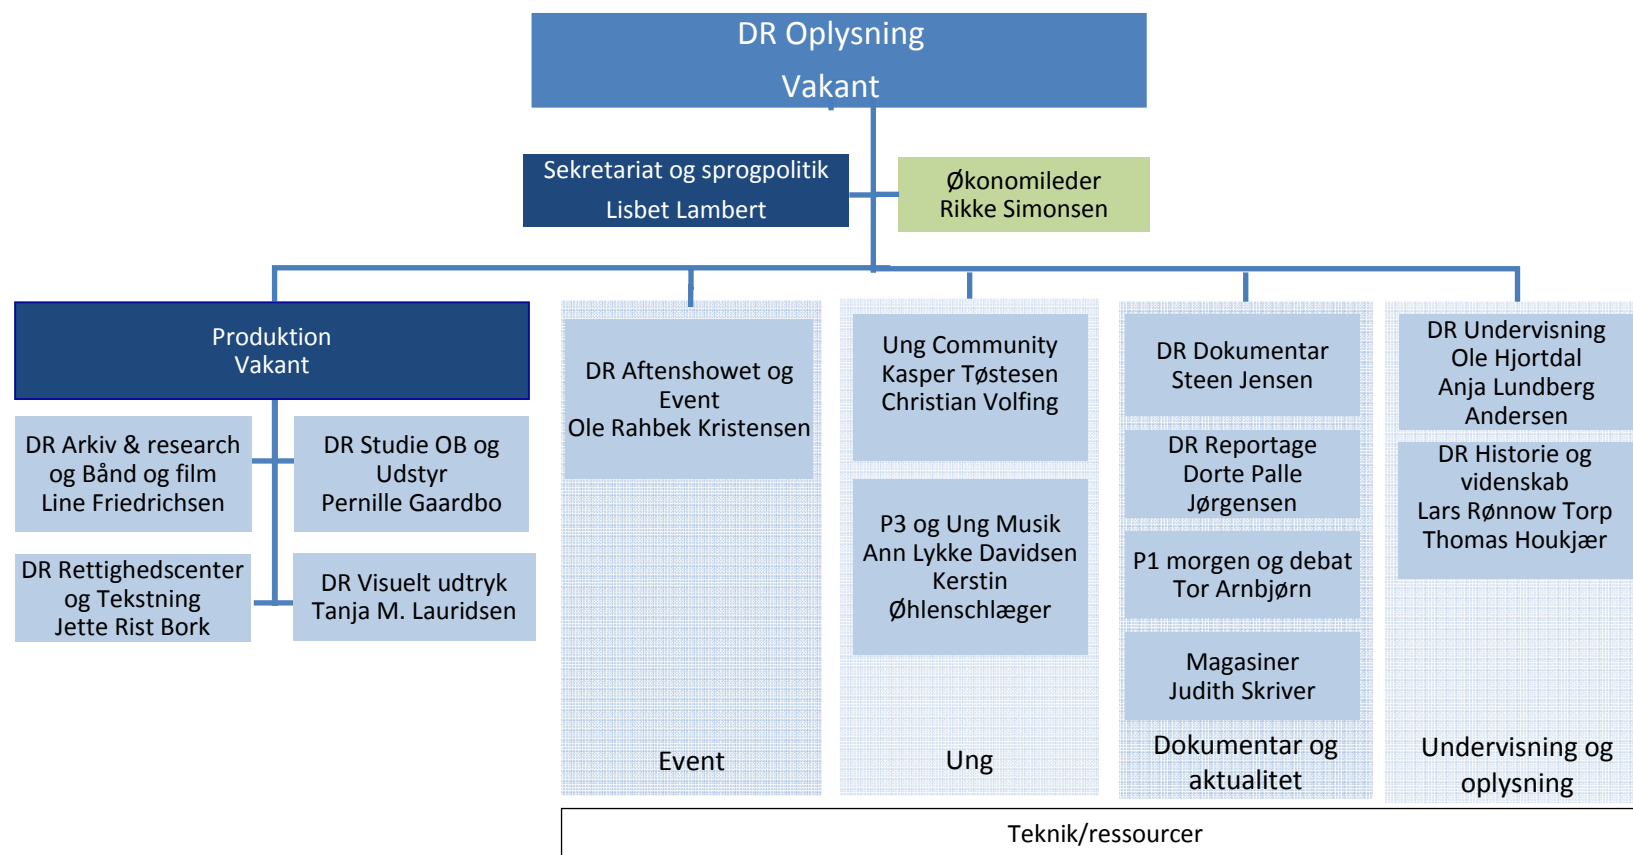 DR Oplysning
Vakant
Sekretariat og sprogpolitik
Lisbet Lambert
Økonomileder
Rikke Simonsen
Produktion
Vakant
DR Arkiv & research
og Bånd og film
Line Friedrichsen
DR Studie OB og
Udstyr
Pernille Gaardbo
DR Rettighedscenter
og Tekstning
Jette Rist Bork
DR Visuelt udtryk
Tanja M. Lauridsen
DR Aftenshowet og
Event
Ole Rahbek Kristensen
Event
Ung Community
Kasper Tøstesen
Christian Volfing
P3 og Ung Musik
Ann Lykke Davidsen
Kerstin
Øhlenschlæger
Ung
DR Dokumentar
Steen Jensen
DR Reportage
Dorte Palle
Jørgensen
P1 morgen og debat
Tor Arnbjørn
Magasiner
Judith Skriver
Dokumentar og
aktualitet
DR Undervisning
Ole Hjortdal
Anja Lundberg
Andersen
DR Historie og
videnskab
Lars Rønnow Torp
Thomas Houkjær
Undervisning og
oplysning
Teknik/ressourcer